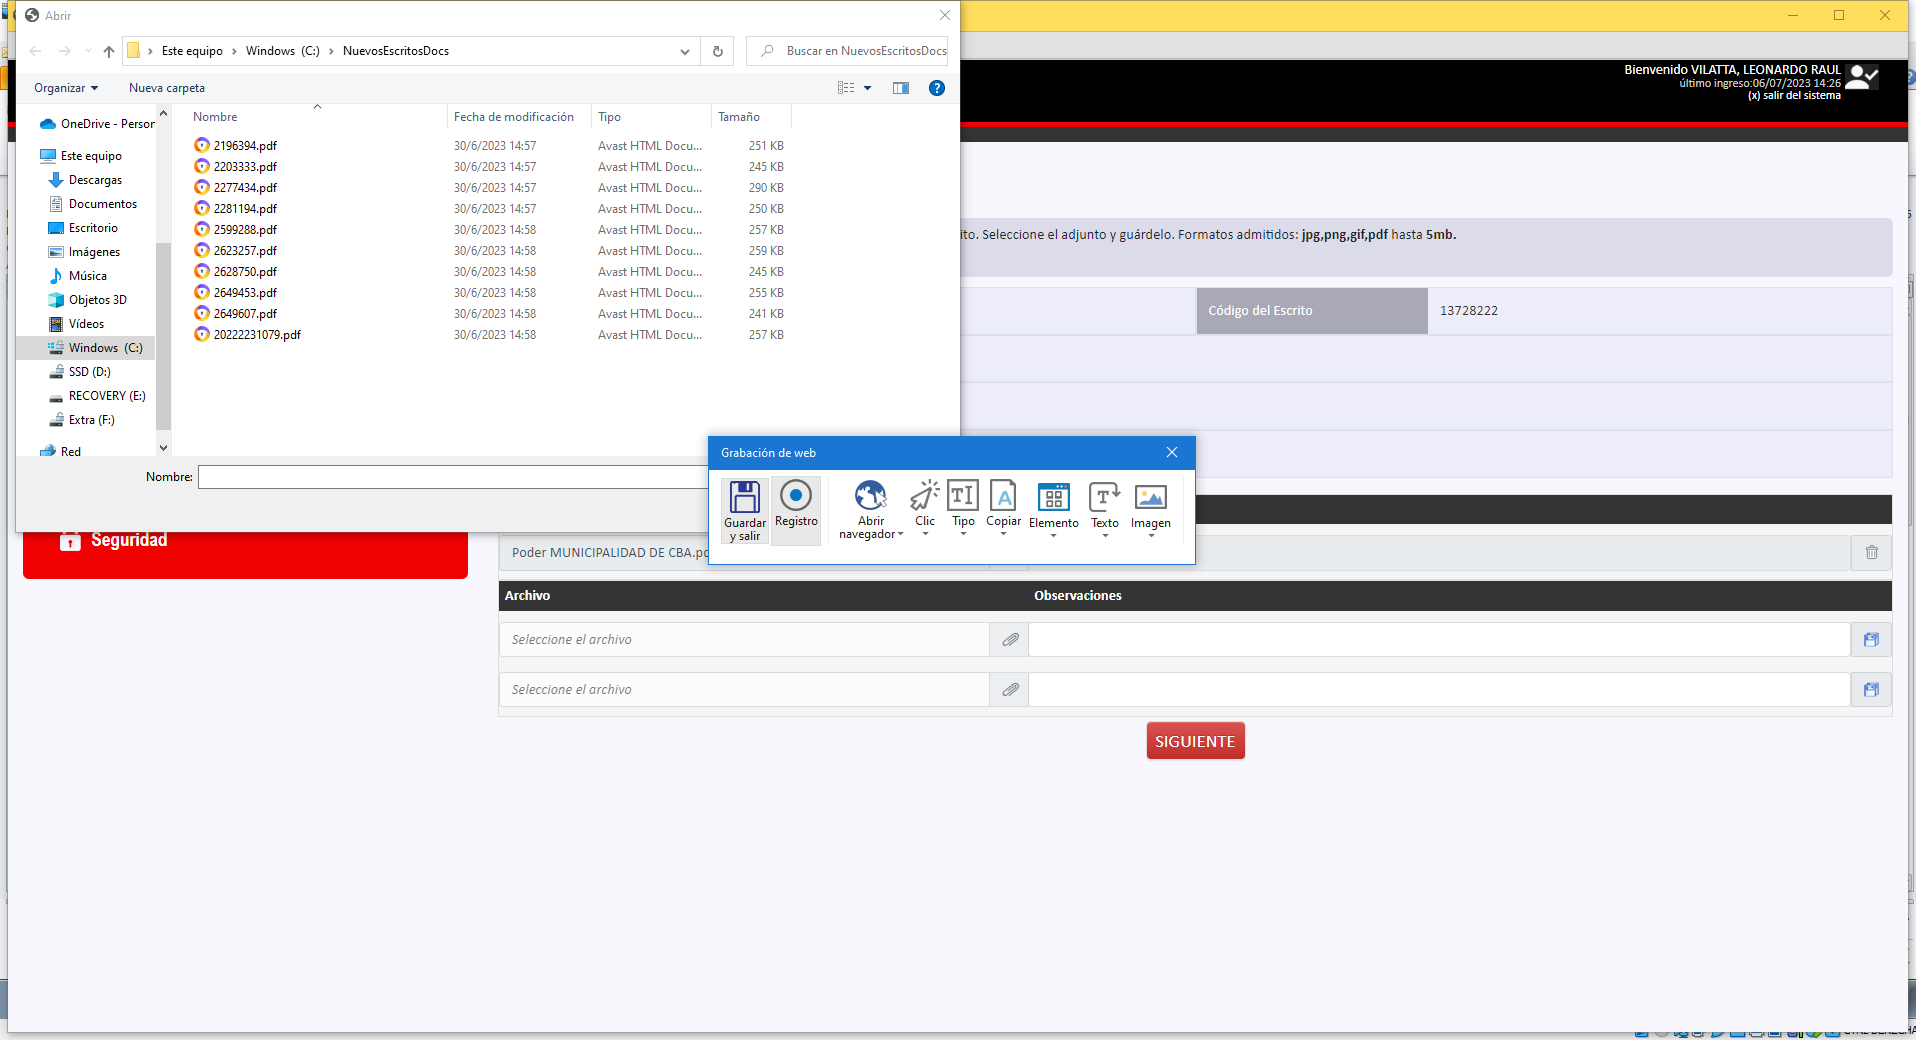 Abrir
Este equipo
Windows (C:)
NuevosEscritosDocs
Buscar en NuevosEscritosDocs
Organizar
Nueva carpeta
Nombre
Fecha de modificación
Tipo
Tamaño
OneDrive - Person
Este equipo
Descargas
Documentos
Escritorio
Imágenes
Música
Objetos 3D
Vídeos
Windows (C:)
SSD (D:)
RECOVERY (E:)
Extra (F:)
Red
2196394.pdf 30/6/2023 14:57 Avast HTML Docu... 251 KB
2203333.pdf 30/6/2023 14:57 Avast HTML Docu... 245 KB
2277434.pdf 30/6/2023 14:57 Avast HTML Docu... 290 KB
2281194.pdf 30/6/2023 14:57 Avast HTML Docu... 250 KB
2599288.pdf 30/6/2023 14:58 Avast HTML Docu... 257 KB
2623257.pdf 30/6/2023 14:58 Avast HTML Docu... 259 KB
2628750.pdf 30/6/2023 14:58 Avast HTML Docu... 245 KB
2649453.pdf 30/6/2023 14:58 Avast HTML Docu... 255 KB
2649607.pdf 30/6/2023 14:58 Avast HTML Docu... 241 KB
20222231079.pdf 30/6/2023 14:58 Avast HTML Docu... 257 KB
Nombre:
Bienvenido VILATTA, LEONARDO RAUL
último ingreso:06/07/2023 14:26
(x) salir del sistema
ito. Seleccione el adjunto y guárdelo. Formatos admitidos: jpg,png,gif,pdf hasta 5mb.
Código del Escrito
13728222
Grabación de web
Guardar y salir
Registro
Abrir navegador
Clic
Tipo
Copiar
Elemento
Texto
Imagen
Seguridad
Poder MUNICIPALIDAD DE CBA.pd
Archivo
Observaciones
Seleccione el archivo
Seleccione el archivo
SIGUIENTE